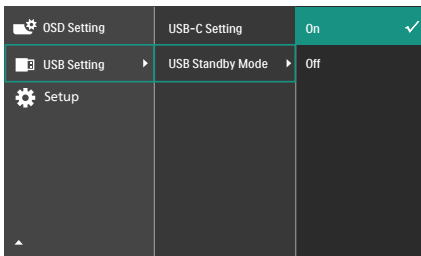 OSD Setting
USB Setting
Setup
USB-C Setting
USB Standby Mode
On
Off